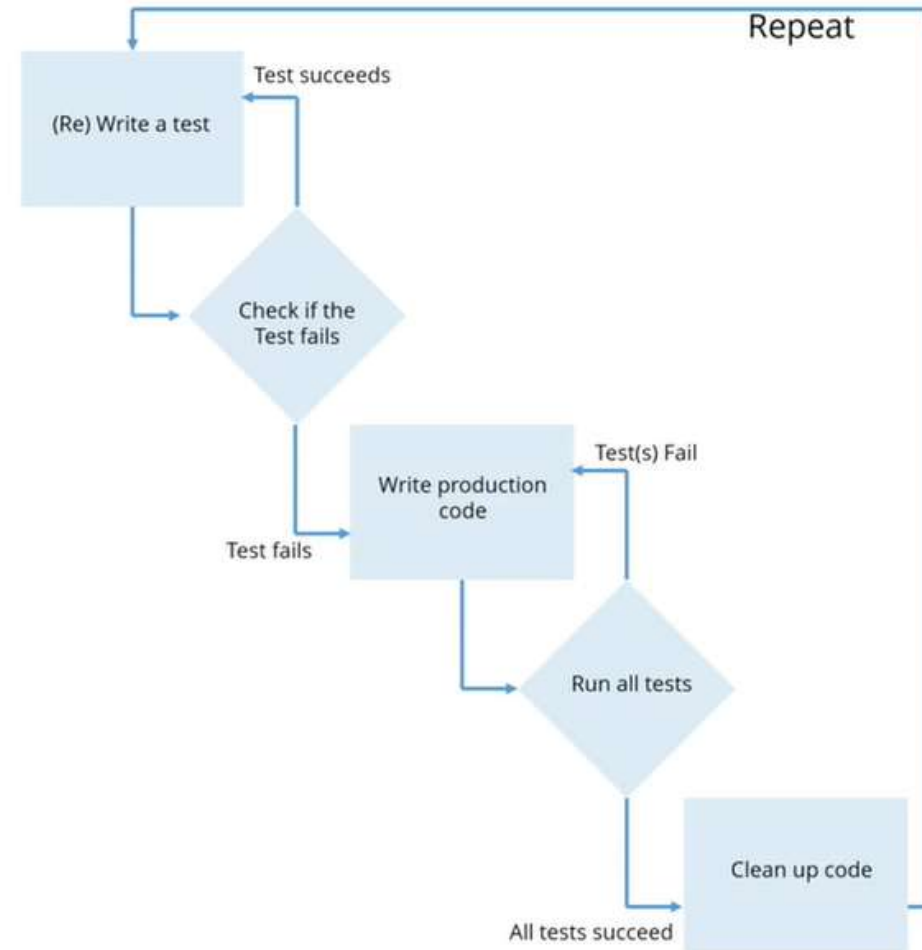 Repeat
Test succeeds
(Re) Write a test
Check if the
Test fails
Test(s) Fail
Write production
code
Test fails
Run all tests
Clean up code
All tests succeed